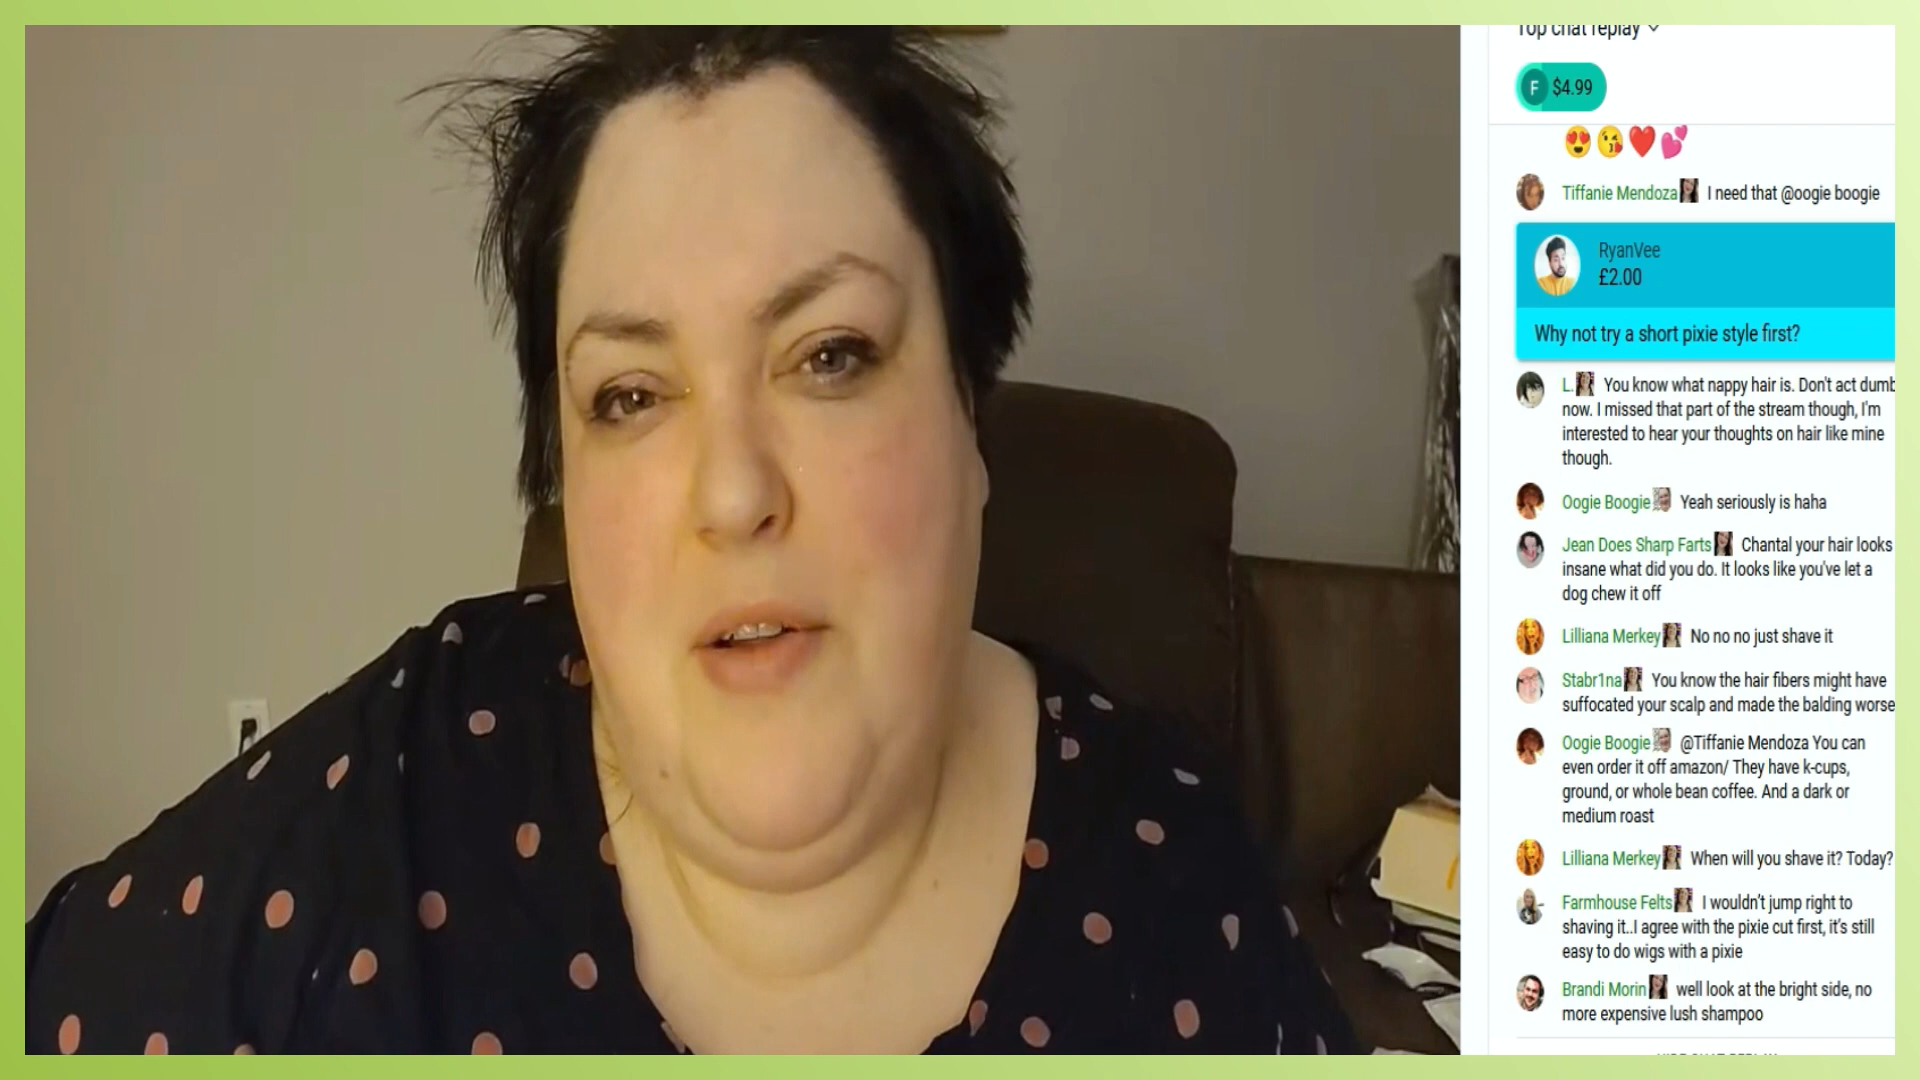 Top chat replay
F $4.99
Tiffanie Mendoza I need that @oogie boogie
RyanVee
£2.00
Why not try a short pixie style first?
L. You know what nappy hair is. Don't act dumb
now. I missed that part of the stream though, I'm
interested to hear your thoughts on hair like mine
though.
Oogie Boogie Yeah seriously is haha
Jean Does Sharp Farts Chantal your hair looks
insane what did you do. It looks like you've let a
dog chew it off
Lilliana Merkey No no no just shave it
Stabr1na You know the hair fibers might have
suffocated your scalp and made the balding worse
Oogie Boogie @Tiffanie Mendoza You can
even order it off amazon/ They have k-cups,
ground, or whole bean coffee. And a dark or
medium roast
Lilliana Merkey When will you shave it? Today?
Farmhouse Felts I wouldn't jump right to
shaving it..I agree with the pixie cut first, it's still
easy to do wigs with a pixie
Brandi Morin well look at the bright side, no
more expensive lush shampoo